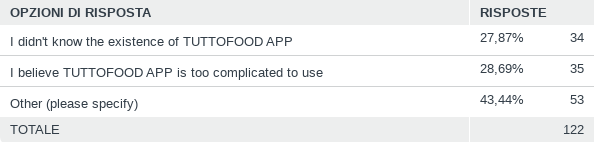 OPZIONI DI RISPOSTA RISPOSTE
I didn't know the existence of TUTTOFOOD APP 27,87% 34
I believe TUTTOFOOD APP is too complicated to use 28,69% 35
Other (please specify) 43,44% 53
TOTALE 122